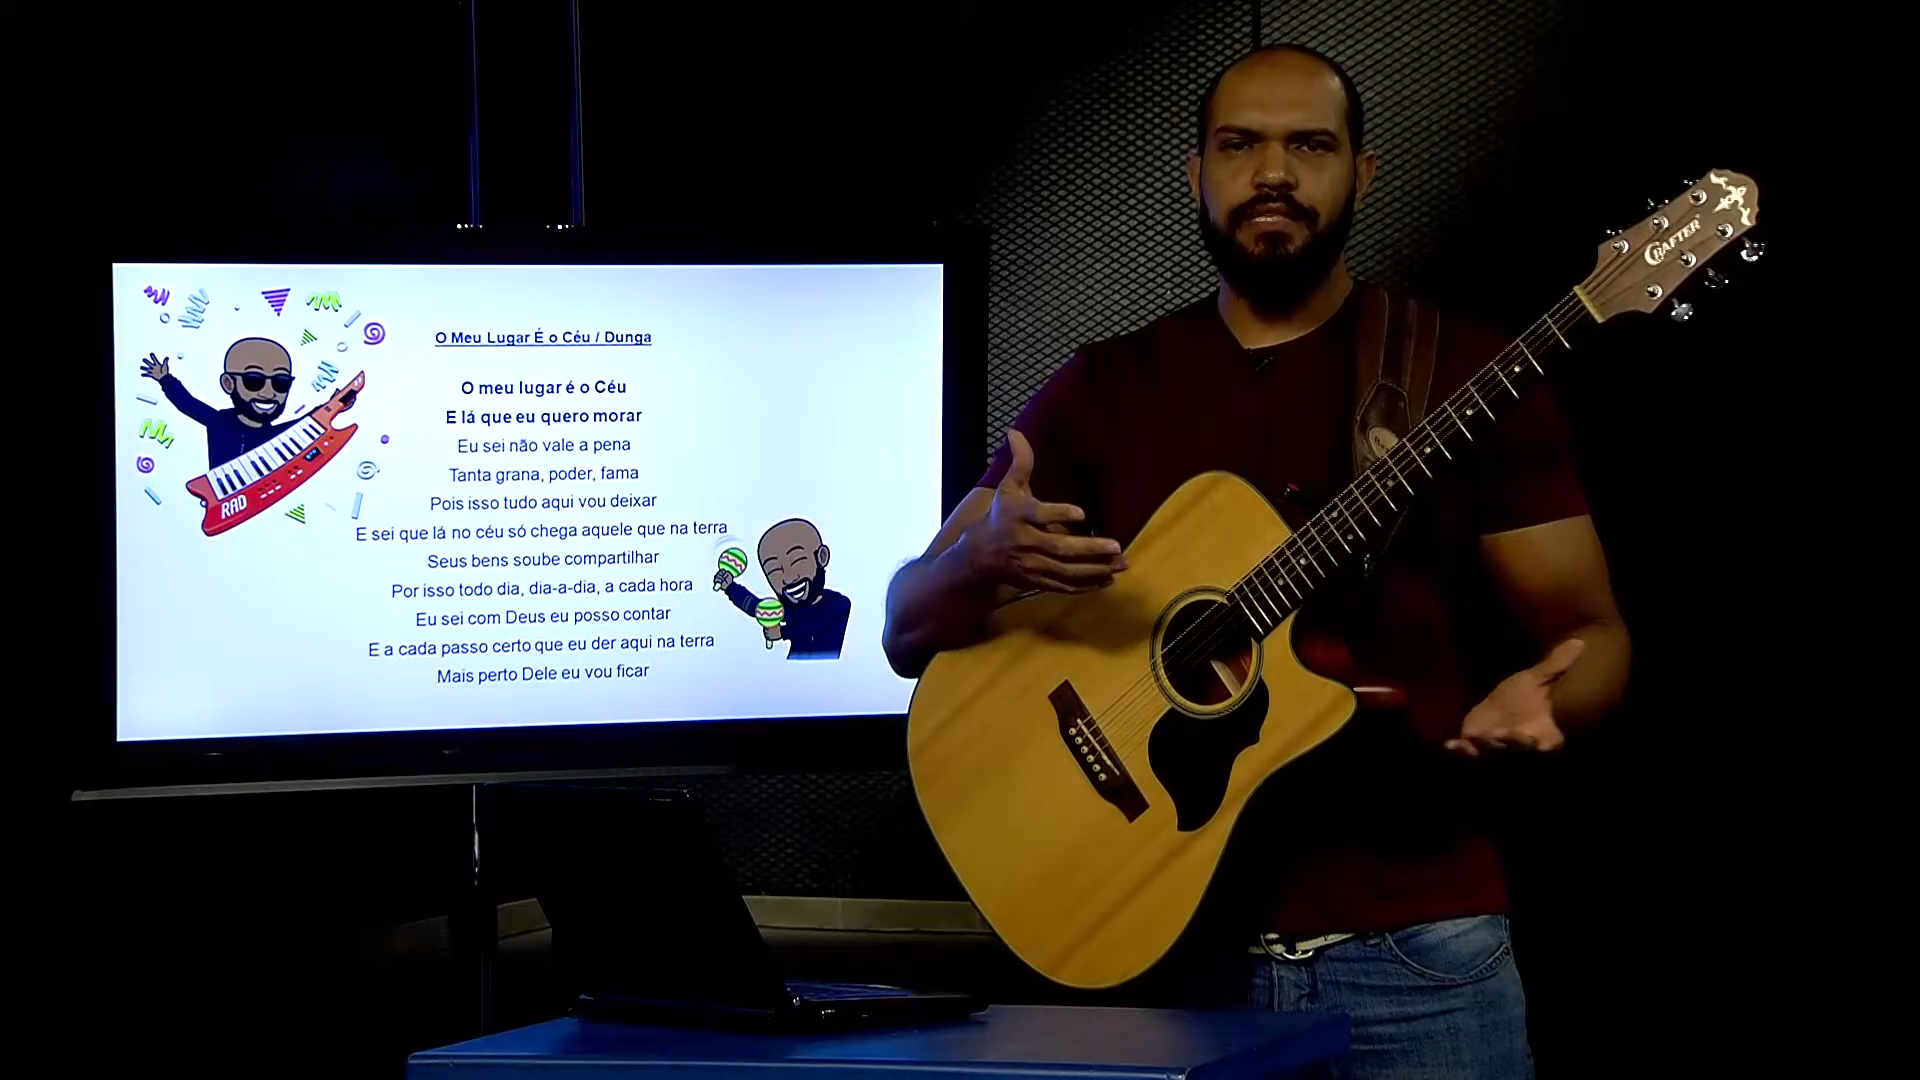 O Meu Lugar É o Céu / Dunga
O meu lugar é o Céu
E lá que eu quero morar
Eu sei não vale a pena
Tanta grana, poder, fama
Pois isso tudo aqui vou deixar
E sei que lá no céu só chega aquele que na terra
Seus bens soube compartilhar
Por isso todo dia, dia-a-dia, a cada hora
Eu sei com Deus eu posso contar
E a cada passo certo que eu der aqui na terra
Mais perto Dele eu vou ficar
RAD
CRAFTER